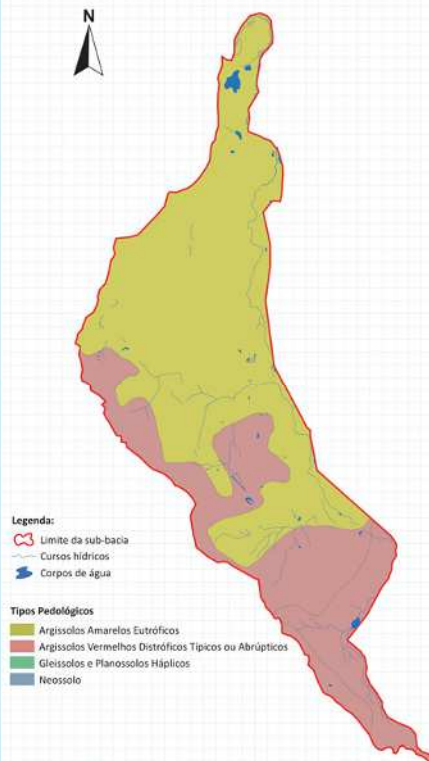 N
Legenda:
Limite da sub-bacia
Cursos hídricos
Corpos de água
Tipos Pedológicos
Argissolos Amarelos Eutróficos
Argissolos Vermelhos Distróficos Típicos ou Abrúpticos
Gleissolos e Planossolos Háplicos
Neossolo